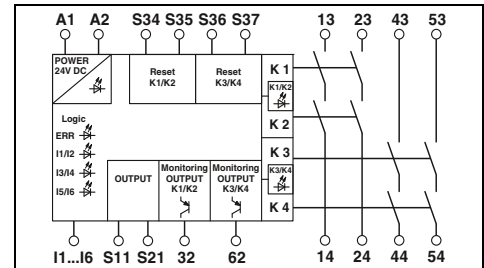 A1 A2 S34 S35 S36 S37 13 23 43 53
POWER
24V DC
Reset
K1/K2
Reset
K3/K4
K 1
K1/K2
K 2
Logic
ERR
I1/I2
I3/I4
I5/I6
OUTPUT
Monitoring
OUTPUT
K1/K2
Monitoring
OUTPUT
K3/K4
K 3
K3/K4
K 4
I1...I6 S11 S21 32 62 14 24 44 54